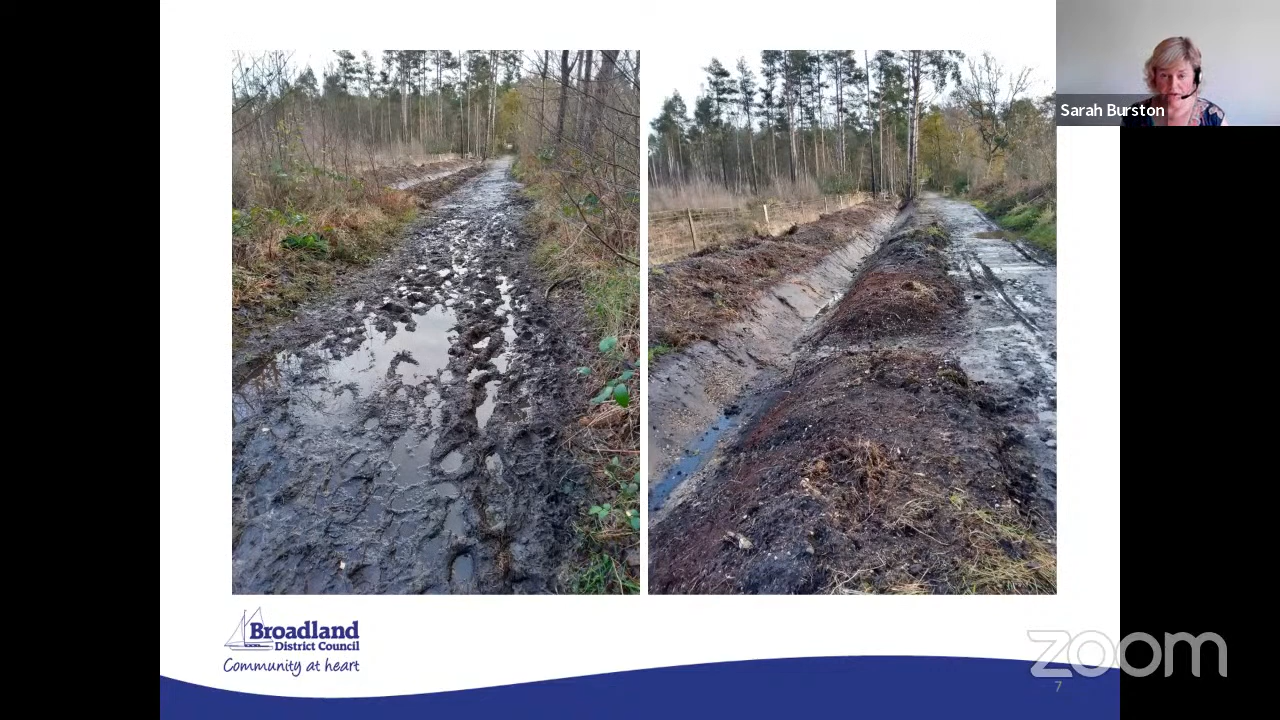 Sarah Burston
Broadland
District Council
Community at heart
zoom
7